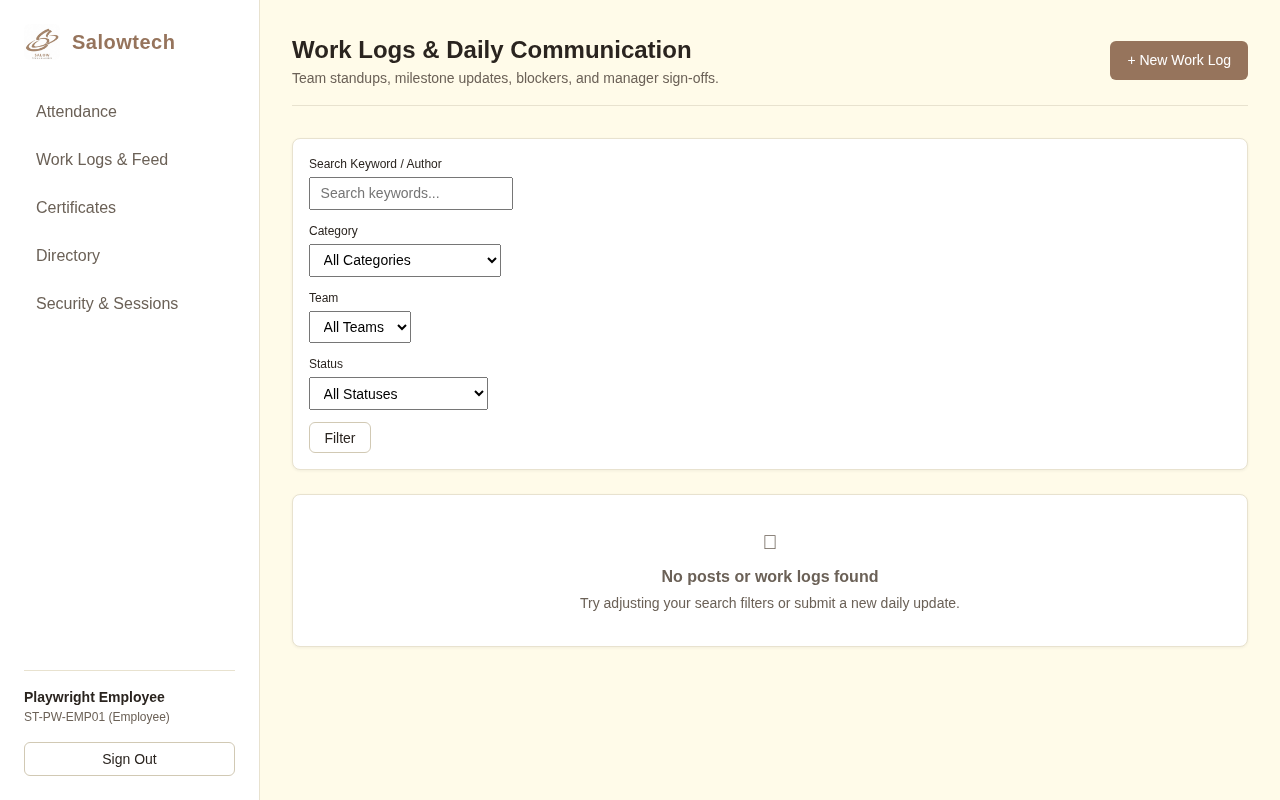 Salowtech
Attendance
Work Logs & Feed
Certificates
Directory
Security & Sessions
Playwright Employee
ST-PW-EMP01 (Employee)
Sign Out
Work Logs & Daily Communication
Team standups, milestone updates, blockers, and manager sign-offs.
+ New Work Log
Search Keyword / Author
Search keywords...
Category
All Categories
Team
All Teams
Status
All Statuses
Filter
No posts or work logs found
Try adjusting your search filters or submit a new daily update.